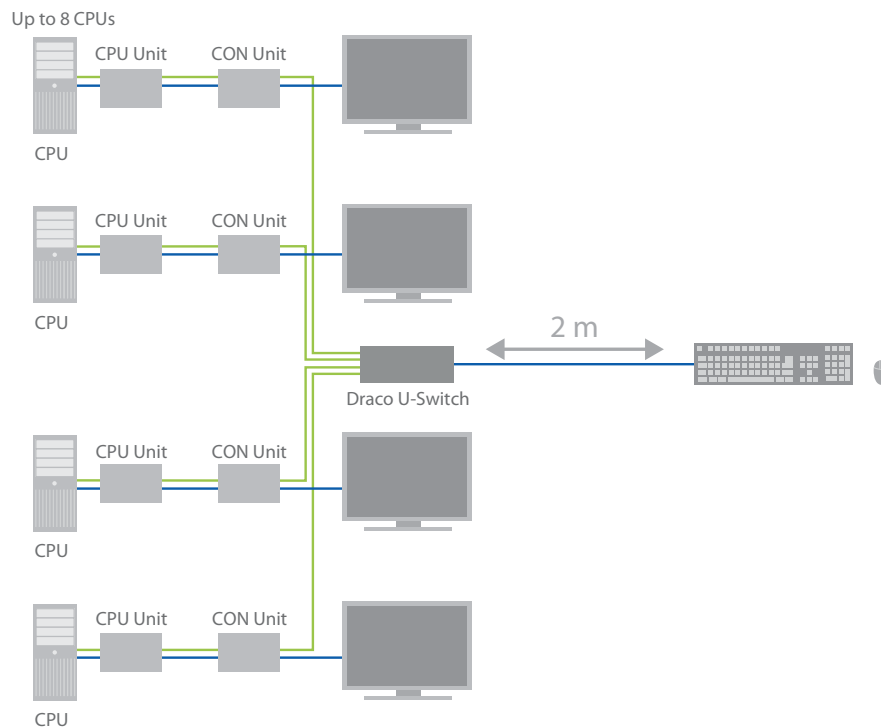 Up to 8 CPUs
CPU Unit
CON Unit
CPU
CPU Unit
CON Unit
CPU
2 m
Draco U-Switch
CPU Unit
CON Unit
CPU
CPU Unit
CON Unit
CPU